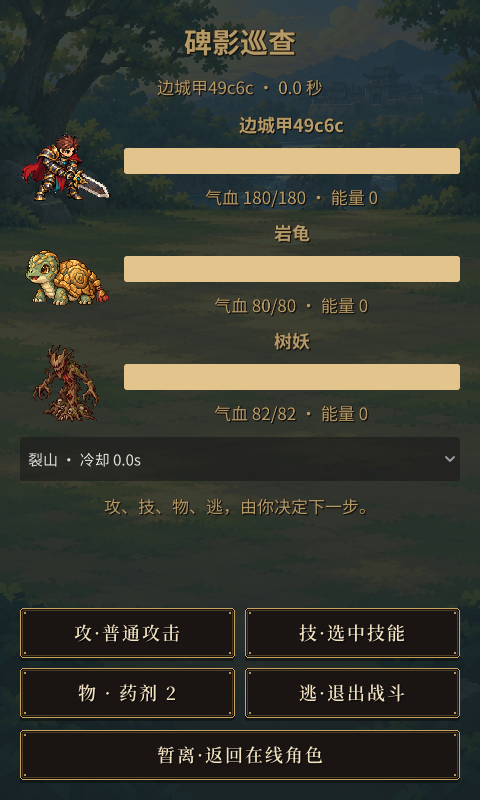 碑影巡查
边城甲49c6c · 0.0 秒
边城甲49c6c
气血 180/180 · 能量 0
岩龟
气血 80/80 · 能量 0
树妖
气血 82/82 · 能量 0
裂山 · 冷却 0.0s
攻、技、物、逃，由你决定下一步。
攻·普通攻击
技·选中技能
物 · 药剂 2
逃·退出战斗
暂离·返回在线角色